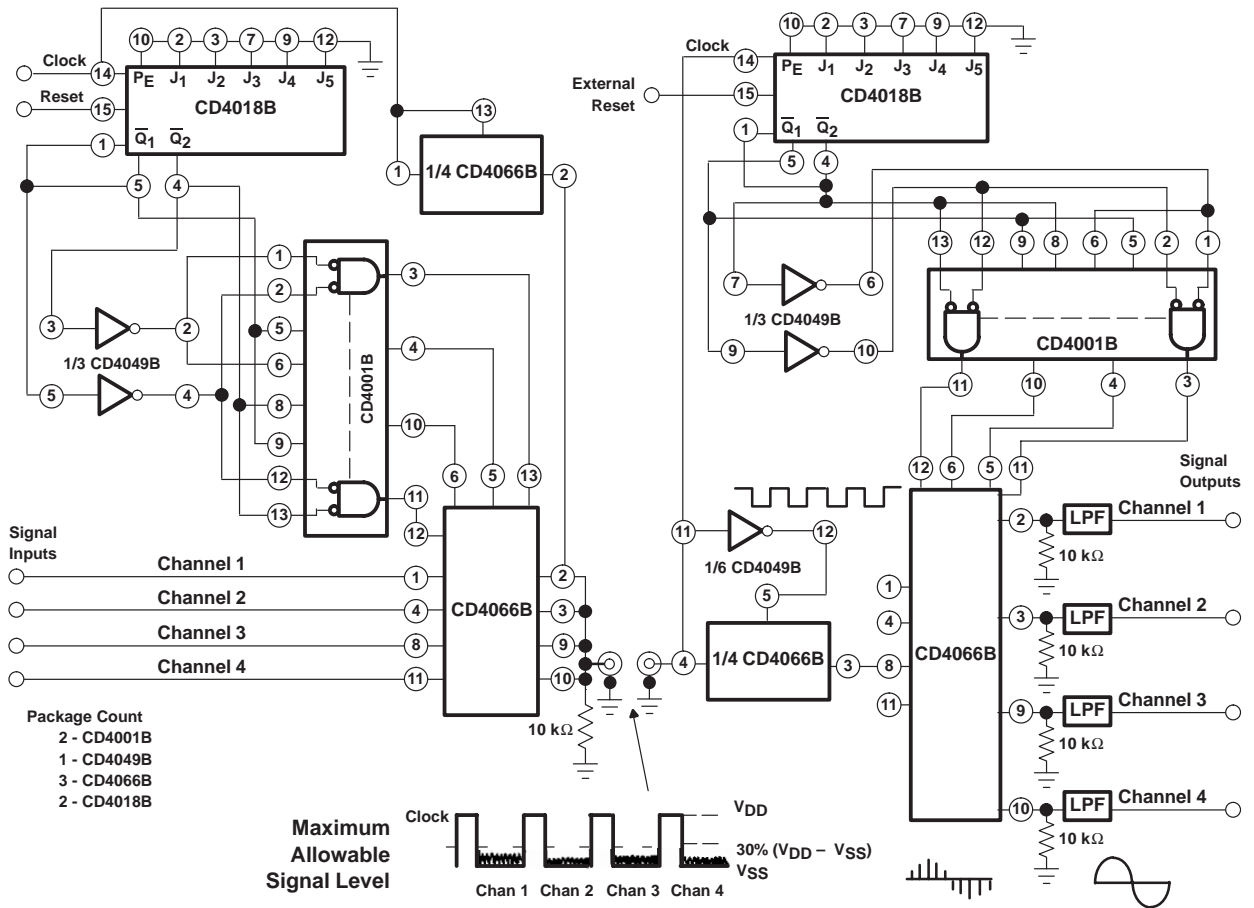 10 2 3 7 9 12
10 2 3 7 9 12
Clock 14 PE J1 J2 J3 J4 J5
Clock 14 PE J1 J2 J3 J4 J5
Reset 15 CD4018B
External
Reset 15 CD4018B
1 Q̅1 Q̅2
1 Q̅1 Q̅2
5 4
5 4
13
1 1/4 CD4066B 2
13 12 9 8 6 5 2 1
1 1 3
2 2
3 2 5 4
1/3 CD4049B 6
5 4 8 10
9
12 11
13 12
CD4001B
7 6
1/3 CD4049B
9 10
CD4001B
11 10 4 3
6 5 13
12 6 5 11
Signal
Inputs
Channel 1 1 2
Channel 2 4 CD4066B 3
Channel 3 8 9
Channel 4 11 10
10 kΩ
11 12
1/6 CD4049B
5
4 1/4 CD4066B 3 8
1
4
CD4066B
11
Signal
Outputs
2 LPF Channel 1
10 kΩ
3 LPF Channel 2
10 kΩ
9 LPF Channel 3
10 kΩ
10 LPF Channel 4
10 kΩ
Package Count
2 - CD4001B
1 - CD4049B
3 - CD4066B
2 - CD4018B
Maximum
Allowable
Signal Level
Clock VDD
30% (VDD – VSS)
VSS
Chan 1 Chan 2 Chan 3 Chan 4